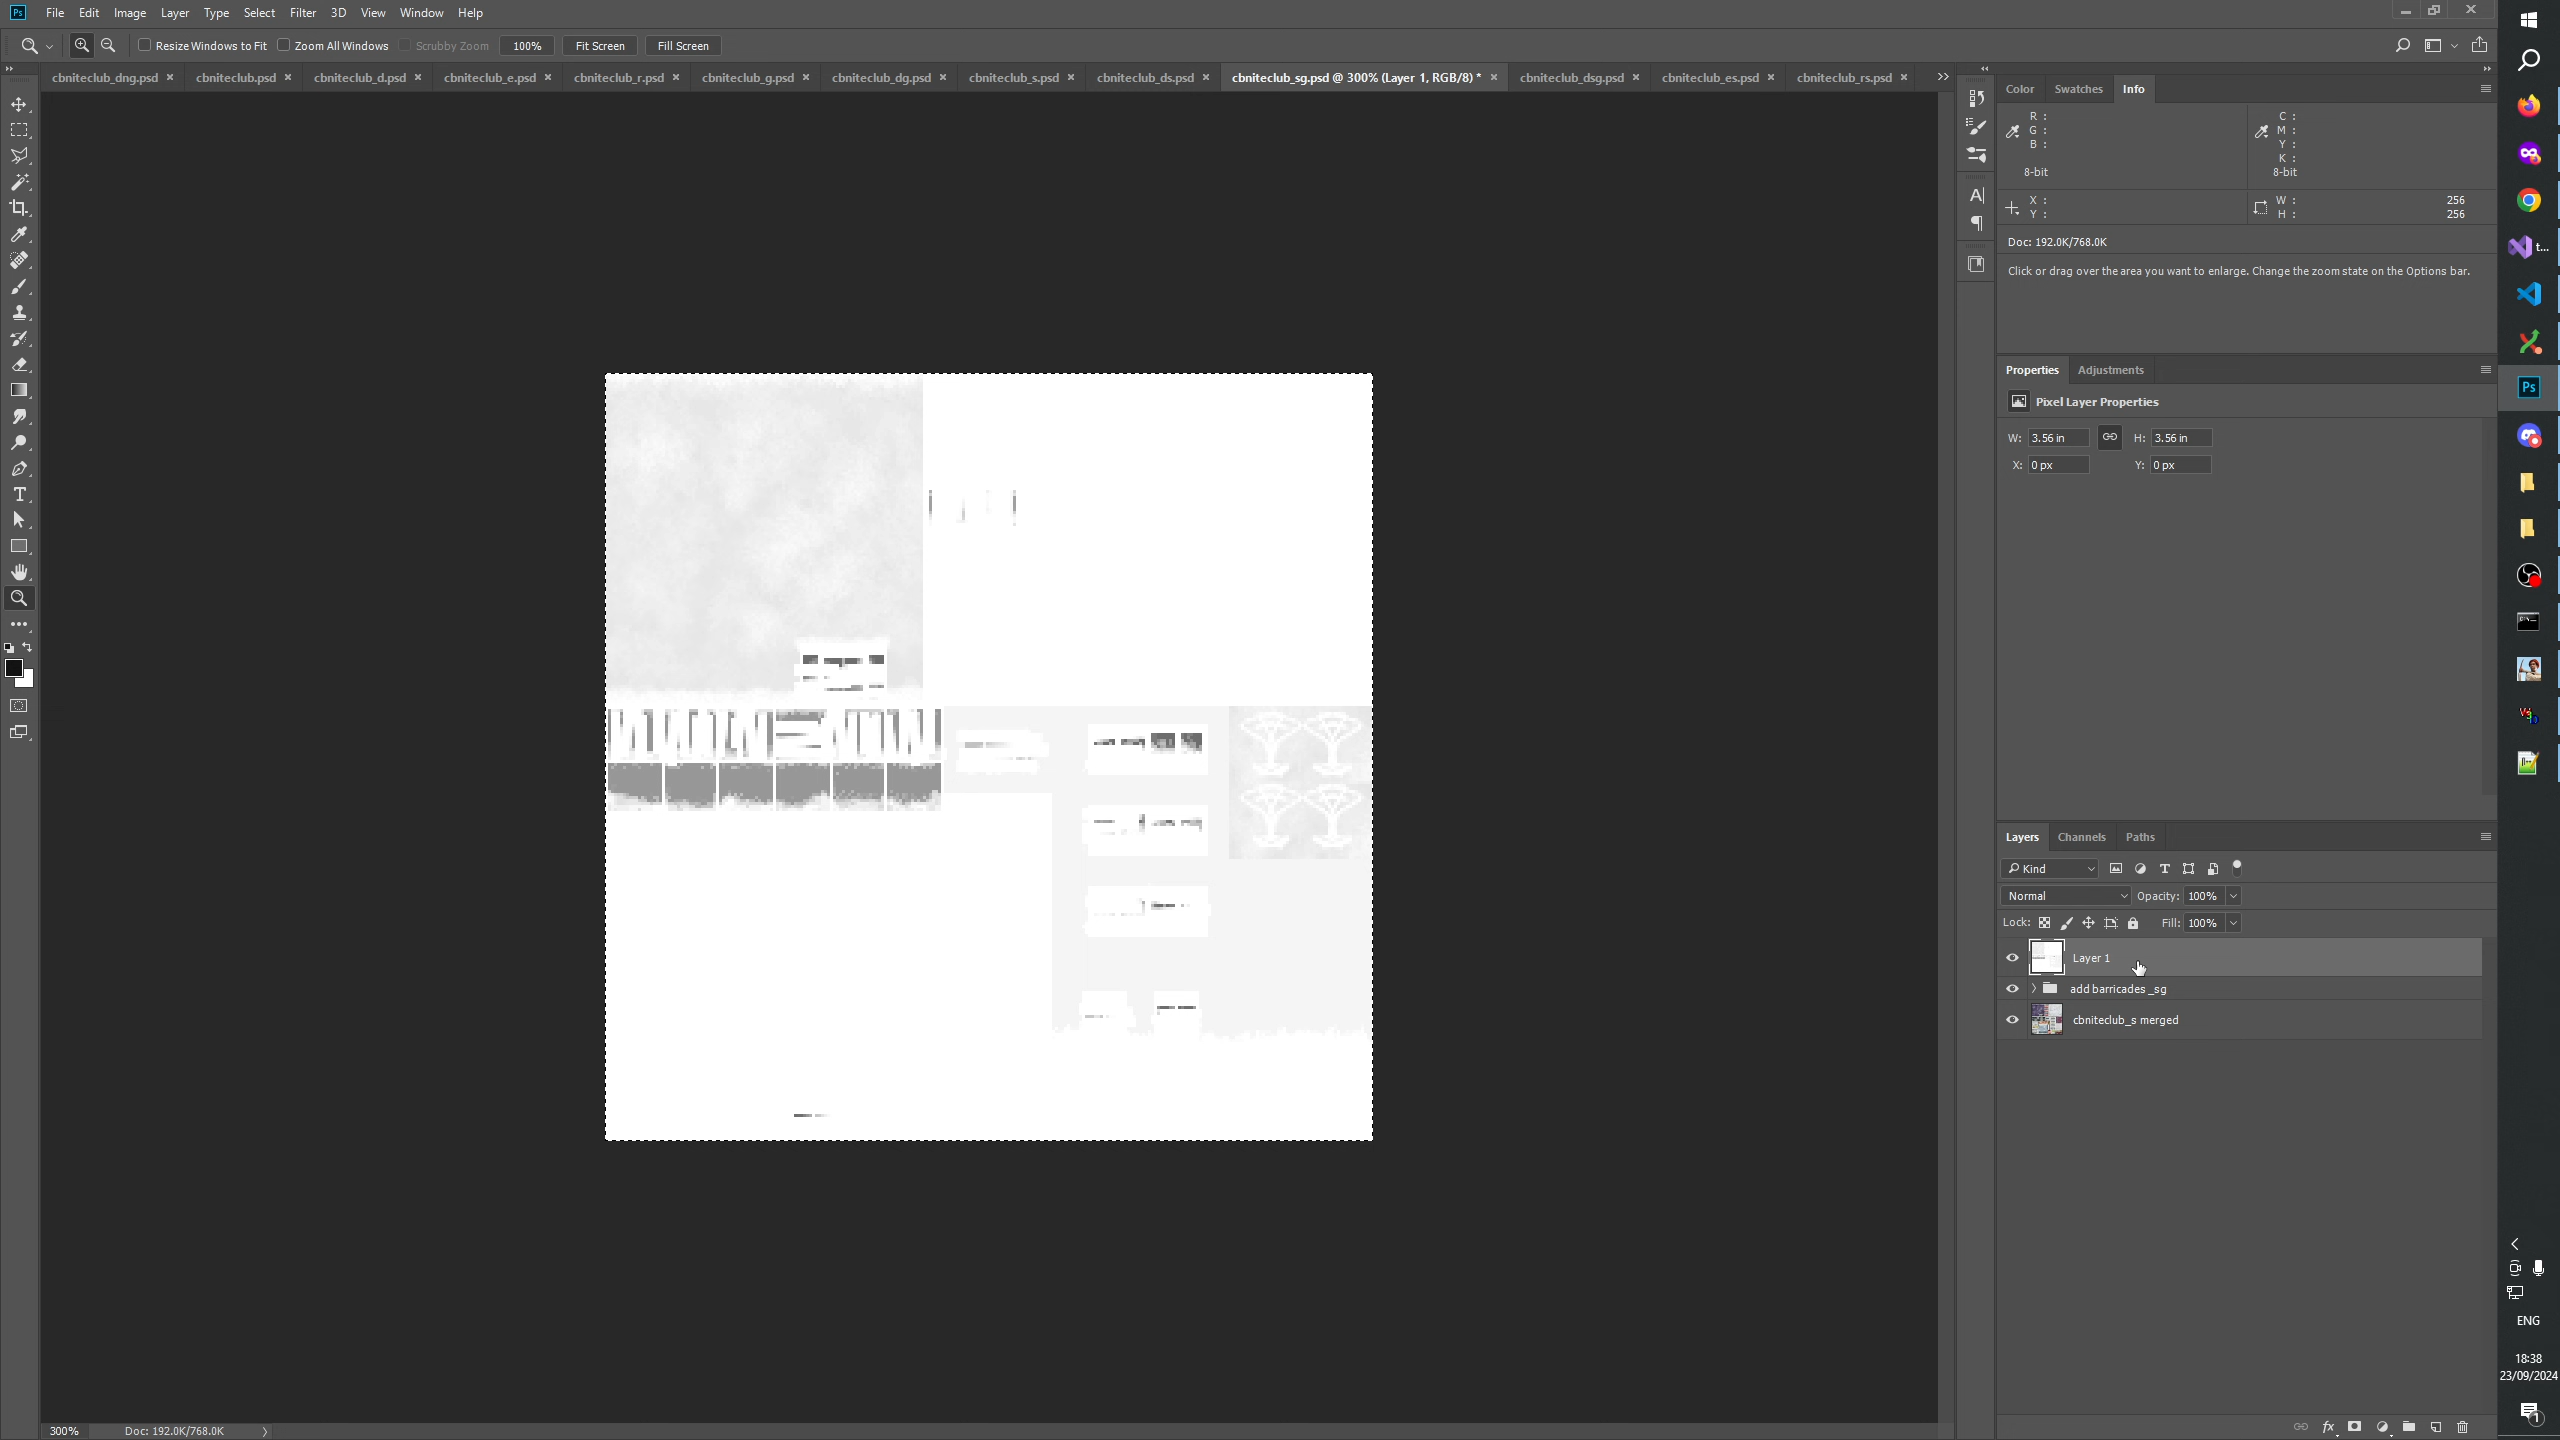 Ps File Edit Image Layer Type Select Filter 3D View Window Help
Resize Windows to Fit Zoom All Windows Scrubby Zoom 100% Fit Screen Fill Screen
cbniteclub_dng.psd × cbniteclub.psd × cbniteclub_d.psd × cbniteclub_e.psd × cbniteclub_r.psd × cbniteclub_g.psd × cbniteclub_dg.psd × cbniteclub_s.psd × cbniteclub_ds.psd × cbniteclub_sg.psd @ 300% (Layer 1, RGB/8) * × cbniteclub_dsg.psd × cbniteclub_es.psd × cbniteclub_rs.psd ×
Color Swatches Info
R : C :
G : M :
B : Y :
K :
8-bit 8-bit
X : W : 256
Y : H : 256
Doc: 192.0K/768.0K
Click or drag over the area you want to enlarge. Change the zoom state on the Options bar.
Properties Adjustments
Pixel Layer Properties
W: 3.56 in H: 3.56 in
X: 0 px Y: 0 px
Layers Channels Paths
Kind
Normal Opacity: 100%
Lock: Fill: 100%
Layer 1
add barricades _sg
cbniteclub_s merged
300% Doc: 192.0K/768.0K
t...
Ps
ENG
18:38
23/09/2024
1